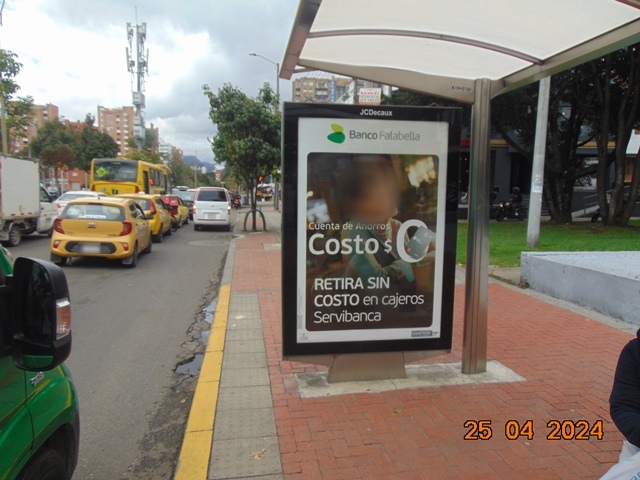 JCDecaux
Banco Falabella
Cuenta de Ahorros
Costo $0
RETIRA SIN
COSTO en cajeros
Servibanca
25 04 2024